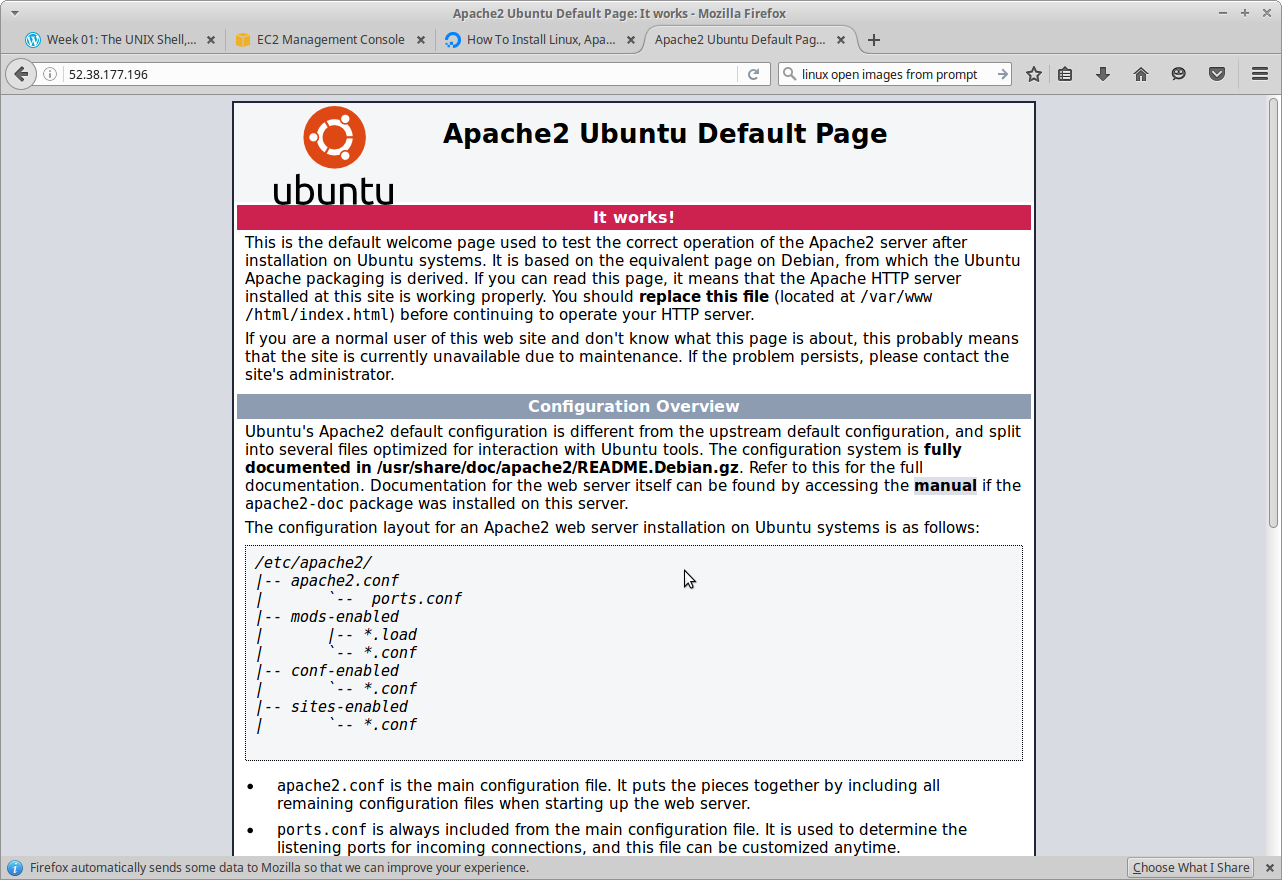 Apache2 Ubuntu Default Page: It works - Mozilla Firefox
Week 01: The UNIX Shell,...
EC2 Management Console
How To Install Linux, Apa...
Apache2 Ubuntu Default Pag...
52.38.177.196
linux open images from prompt
Apache2 Ubuntu Default Page
ubuntu
It works!
This is the default welcome page used to test the correct operation of the Apache2 server after
installation on Ubuntu systems. It is based on the equivalent page on Debian, from which the Ubuntu
Apache packaging is derived. If you can read this page, it means that the Apache HTTP server
installed at this site is working properly. You should replace this file (located at /var/www
/html/index.html) before continuing to operate your HTTP server.
If you are a normal user of this web site and don't know what this page is about, this probably means
that the site is currently unavailable due to maintenance. If the problem persists, please contact the
site's administrator.
Configuration Overview
Ubuntu's Apache2 default configuration is different from the upstream default configuration, and split
into several files optimized for interaction with Ubuntu tools. The configuration system is fully
documented in /usr/share/doc/apache2/README.Debian.gz. Refer to this for the full
documentation. Documentation for the web server itself can be found by accessing the manual if the
apache2-doc package was installed on this server.
The configuration layout for an Apache2 web server installation on Ubuntu systems is as follows:
/etc/apache2/
|-- apache2.conf
|       `--  ports.conf
|-- mods-enabled
|       |-- *.load
|       `-- *.conf
|-- conf-enabled
|       `-- *.conf
|-- sites-enabled
|       `-- *.conf
• apache2.conf is the main configuration file. It puts the pieces together by including all
remaining configuration files when starting up the web server.
• ports.conf is always included from the main configuration file. It is used to determine the
listening ports for incoming connections, and this file can be customized anytime.
Firefox automatically sends some data to Mozilla so that we can improve your experience.
Choose What I Share